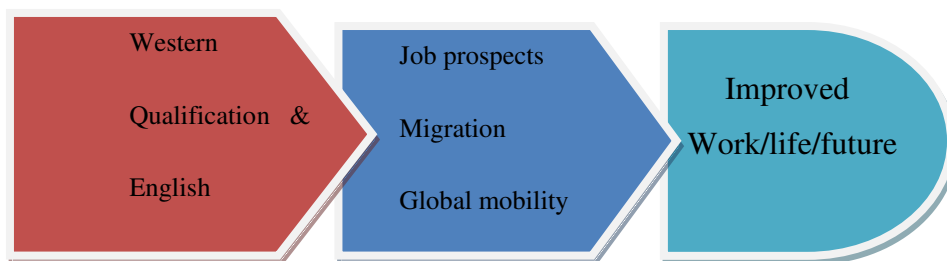 Western
Qualification &
English
Job prospects
Migration
Global mobility
Improved
Work/life/future